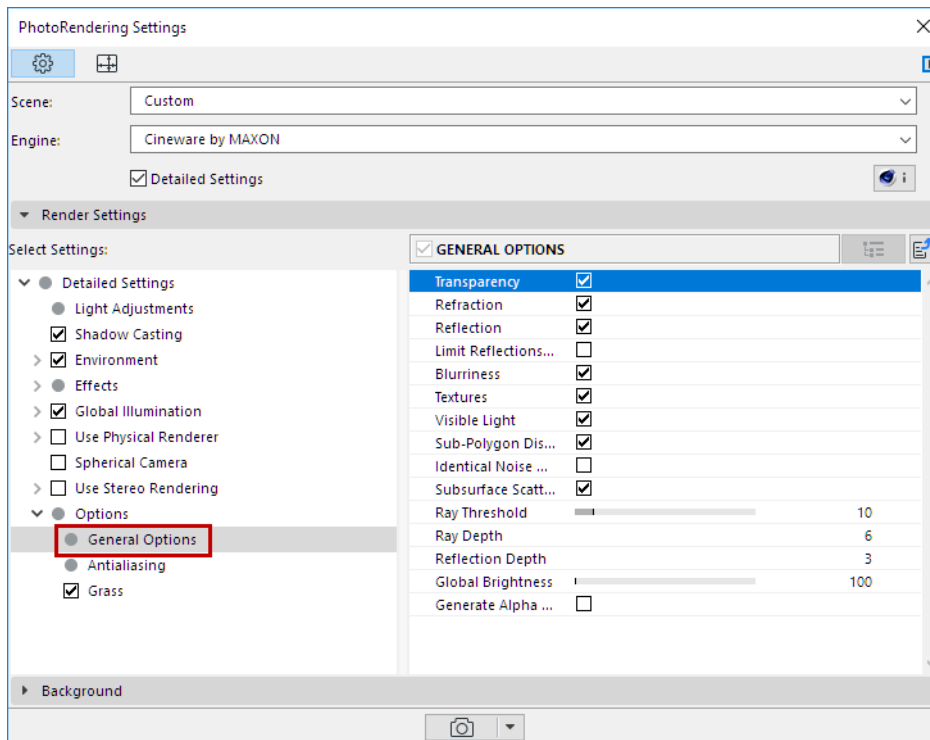 PhotoRendering Settings
Scene: Custom
Engine: Cineware by MAXON
Detailed Settings
i
Render Settings
Select Settings:
GENERAL OPTIONS
Detailed Settings
Light Adjustments
Shadow Casting
Environment
Effects
Global Illumination
Use Physical Renderer
Spherical Camera
Use Stereo Rendering
Options
General Options
Antialiasing
Grass
Transparency
Refraction
Reflection
Limit Reflections...
Blurriness
Textures
Visible Light
Sub-Polygon Dis...
Identical Noise ...
Subsurface Scatt...
Ray Threshold 10
Ray Depth 6
Reflection Depth 3
Global Brightness 100
Generate Alpha ...
Background